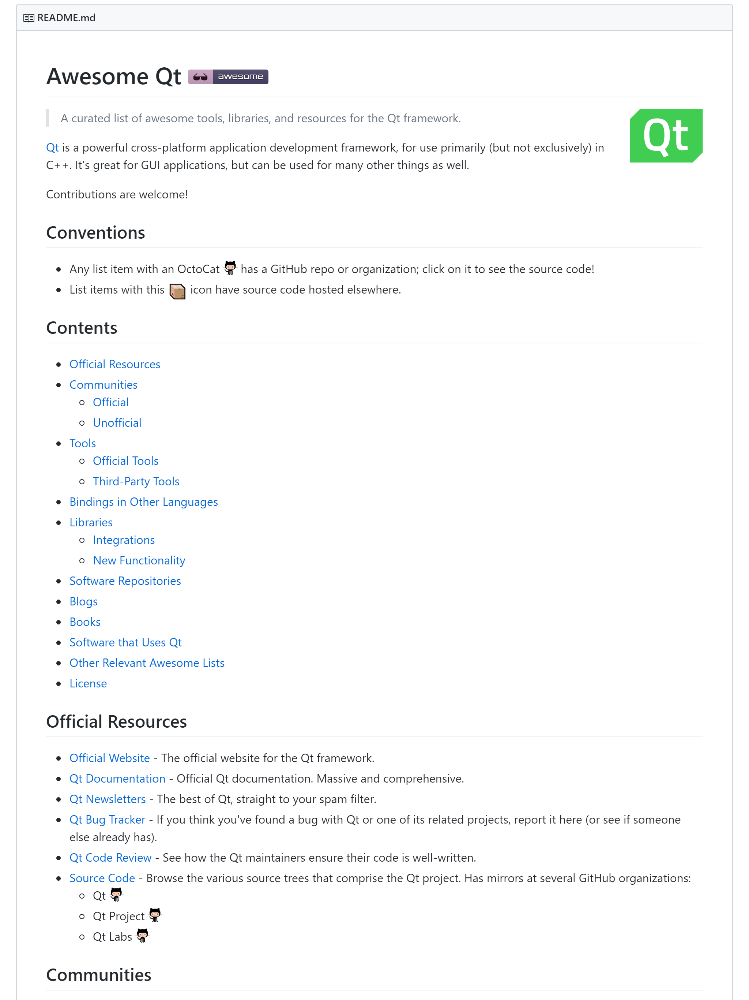 README.md
Awesome Qt awesome
A curated list of awesome tools, libraries, and resources for the Qt framework.
Qt
Qt is a powerful cross-platform application development framework, for use primarily (but not exclusively) in
C++. It's great for GUI applications, but can be used for many other things as well.
Contributions are welcome!
Conventions
Any list item with an OctoCat has a GitHub repo or organization; click on it to see the source code!
List items with this icon have source code hosted elsewhere.
Contents
Official Resources
Communities
Official
Unofficial
Tools
Official Tools
Third-Party Tools
Bindings in Other Languages
Libraries
Integrations
New Functionality
Software Repositories
Blogs
Books
Software that Uses Qt
Other Relevant Awesome Lists
License
Official Resources
Official Website - The official website for the Qt framework.
Qt Documentation - Official Qt documentation. Massive and comprehensive.
Qt Newsletters - The best of Qt, straight to your spam filter.
Qt Bug Tracker - If you think you've found a bug with Qt or one of its related projects, report it here (or see if someone
else already has).
Qt Code Review - See how the Qt maintainers ensure their code is well-written.
Source Code - Browse the various source trees that comprise the Qt project. Has mirrors at several GitHub organizations:
Qt
Qt Project
Qt Labs
Communities